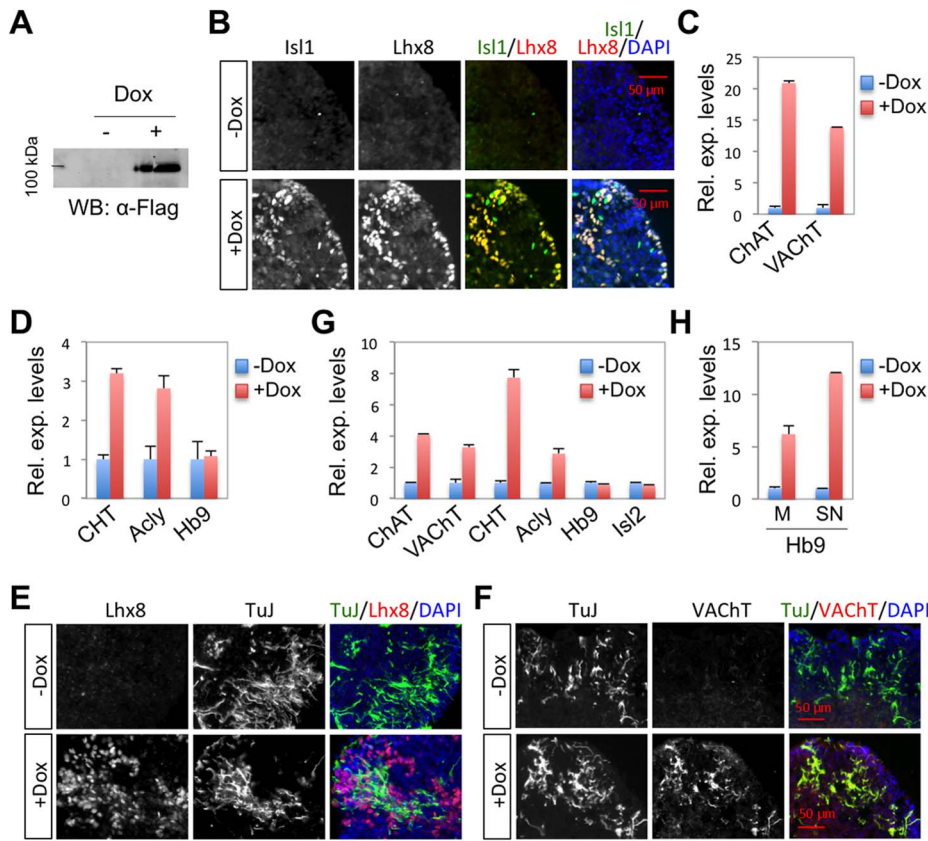 A
Dox
- +
100 kDa
WB: α-Flag
B
Isl1 Lhx8 Isl1/Lhx8 Isl1/
Lhx8/DAPI
-Dox
50 μm
+Dox
50 μm
C
Rel. exp. levels
25
20
15
10
5
0
ChAT VAChT
-Dox
+Dox
D
Rel. exp. levels
4
3
2
1
0
CHT Acly Hb9
-Dox
+Dox
G
Rel. exp. levels
10
8
6
4
2
0
ChAT VAChT CHT Acly Hb9 Isl2
-Dox
+Dox
H
Rel. exp. levels
15
10
5
0
M SN
Hb9
-Dox
+Dox
E
Lhx8 TuJ TuJ/Lhx8/DAPI
-Dox
+Dox
F
TuJ VAChT TuJ/VAChT/DAPI
-Dox
50 μm
+Dox
50 μm